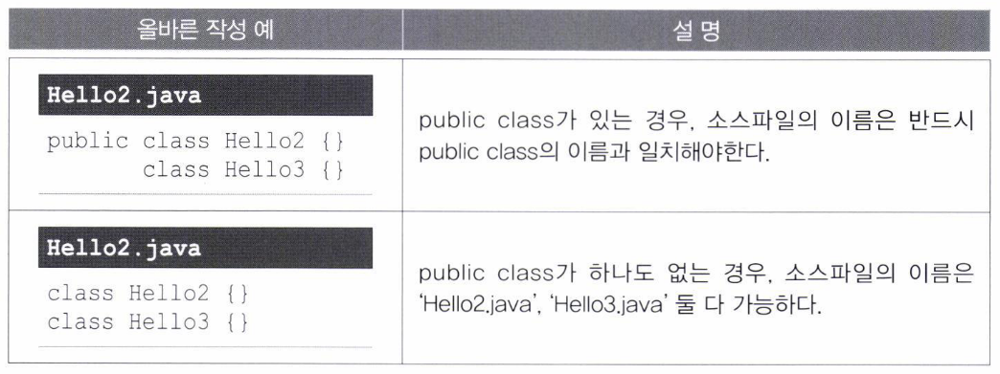 올바른 작성 예
설 명
Hello2.java
public class Hello2 {}
class Hello3 {}
public class가 있는 경우, 소스파일의 이름은 반드시
public class의 이름과 일치해야한다.
Hello2.java
class Hello2 {}
class Hello3 {}
public class가 하나도 없는 경우, 소스파일의 이름은
‘Hello2.java’, ‘Hello3.java’ 둘 다 가능하다.